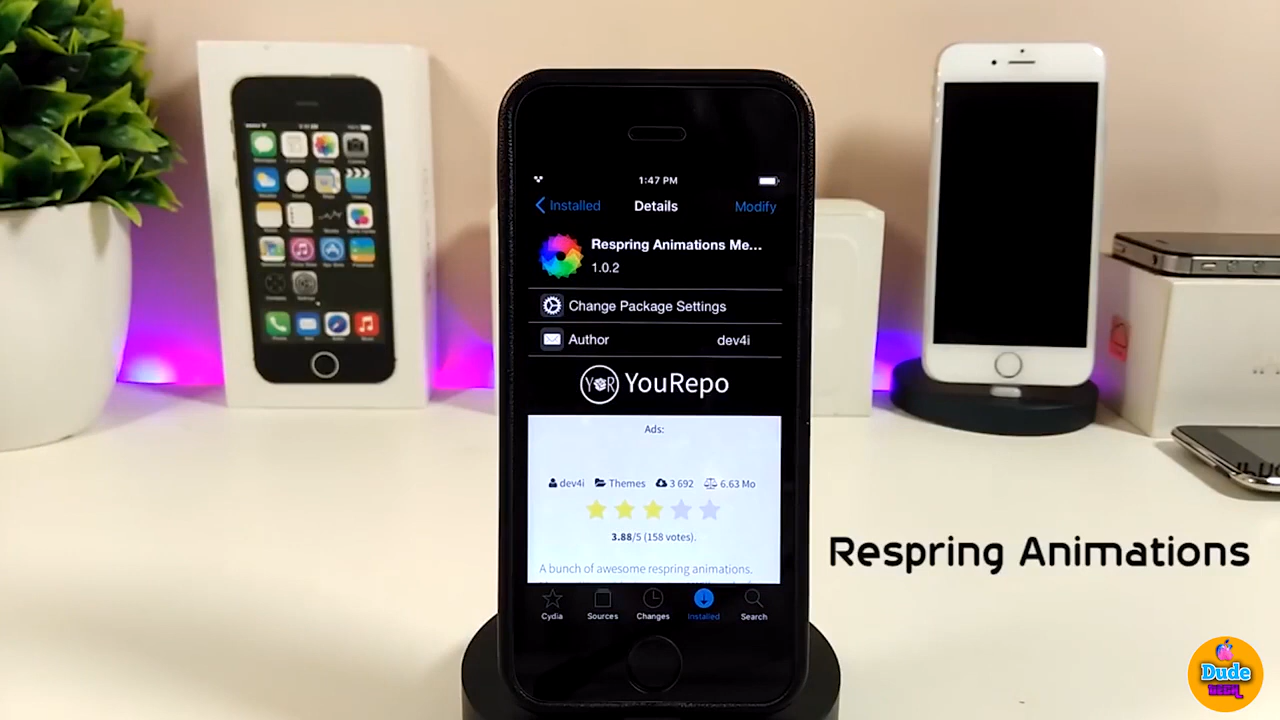 1:47 PM
Installed
Details
Modify
Respring Animations Me...
1.0.2
Change Package Settings
Author
dev4i
YR
YouRepo
Ads:
dev4i
Themes
3 692
6.63 Mo
3.88/5 (158 votes).
A bunch of awesome respring animations.
Cydia
Sources
Changes
Installed
Search
Respring Animations
Dude